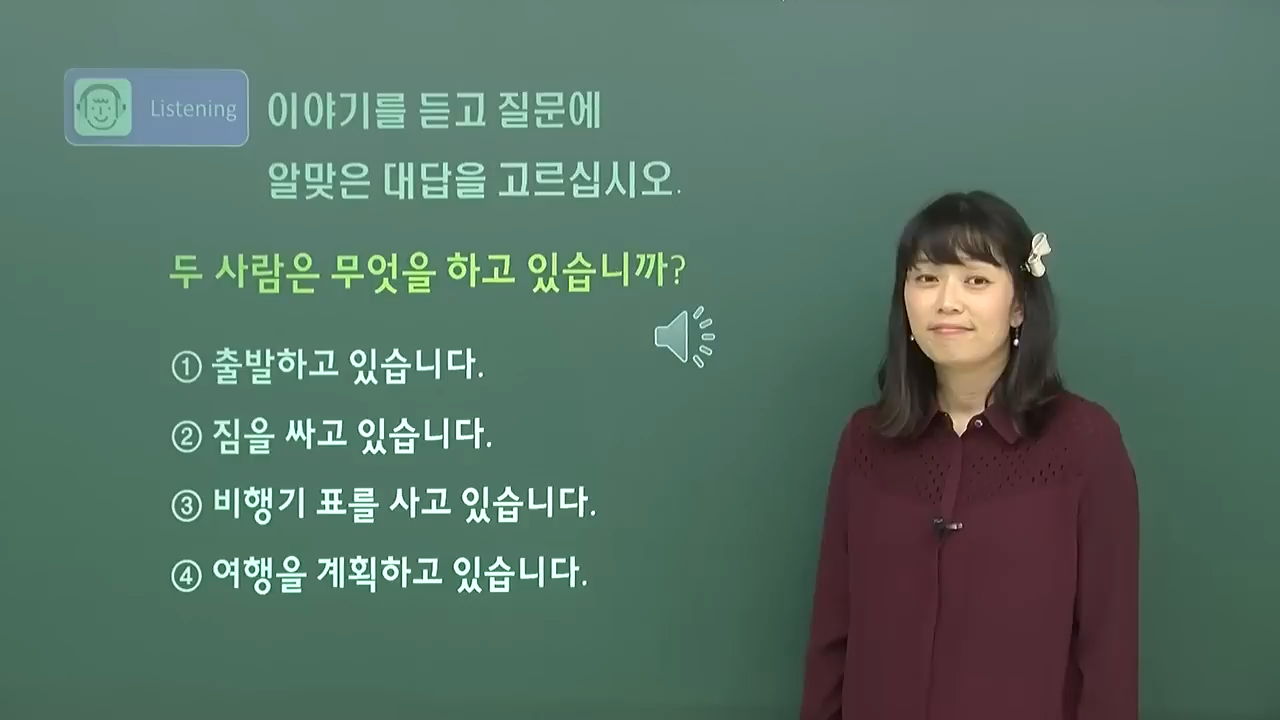 Listening
이야기를 듣고 질문에
알맞은 대답을 고르십시오.
두 사람은 무엇을 하고 있습니까?
① 출발하고 있습니다.
② 짐을 싸고 있습니다.
③ 비행기 표를 사고 있습니다.
④ 여행을 계획하고 있습니다.